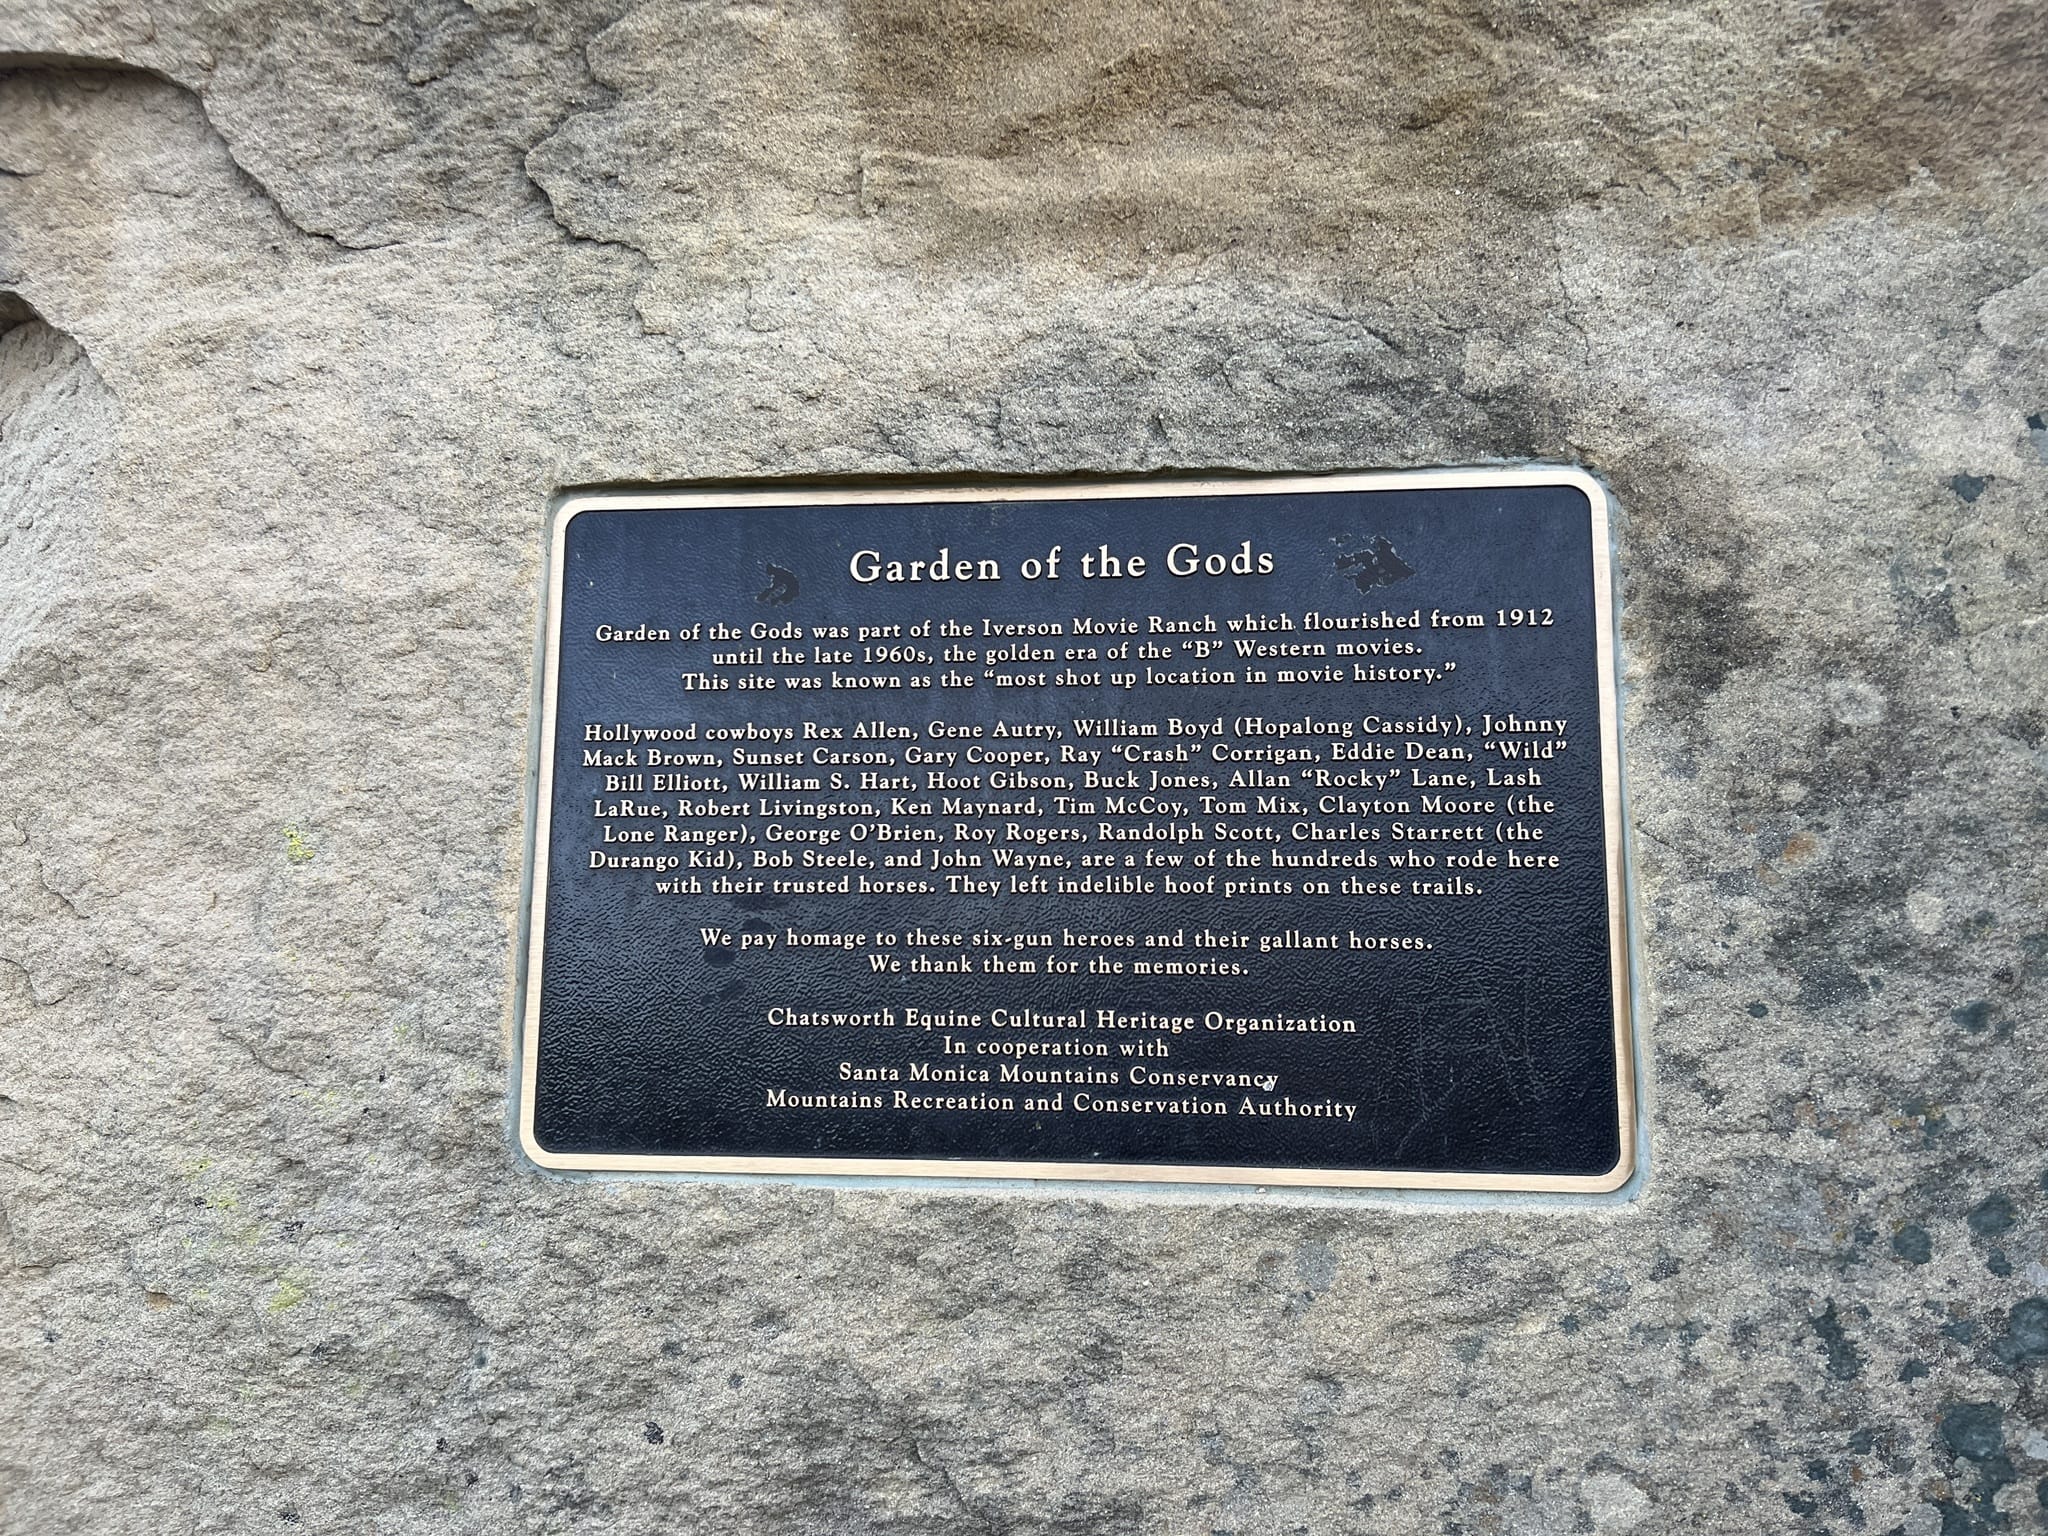 Garden of the Gods
Garden of the Gods was part of the Iverson Movie Ranch which flourished from 1912
until the late 1960s, the golden era of the “B” Western movies.
This site was known as the “most shot up location in movie history.”
Hollywood cowboys Rex Allen, Gene Autry, William Boyd (Hopalong Cassidy), Johnny
Mack Brown, Sunset Carson, Gary Cooper, Ray “Crash” Corrigan, Eddie Dean, “Wild”
Bill Elliott, William S. Hart, Hoot Gibson, Buck Jones, Allan “Rocky” Lane, Lash
LaRue, Robert Livingston, Ken Maynard, Tim McCoy, Tom Mix, Clayton Moore (the
Lone Ranger), George O’Brien, Roy Rogers, Randolph Scott, Charles Starrett (the
Durango Kid), Bob Steele, and John Wayne, are a few of the hundreds who rode here
with their trusted horses. They left indelible hoof prints on these trails.
We pay homage to these six-gun heroes and their gallant horses.
We thank them for the memories.
Chatsworth Equine Cultural Heritage Organization
In cooperation with
Santa Monica Mountains Conservancy
Mountains Recreation and Conservation Authority